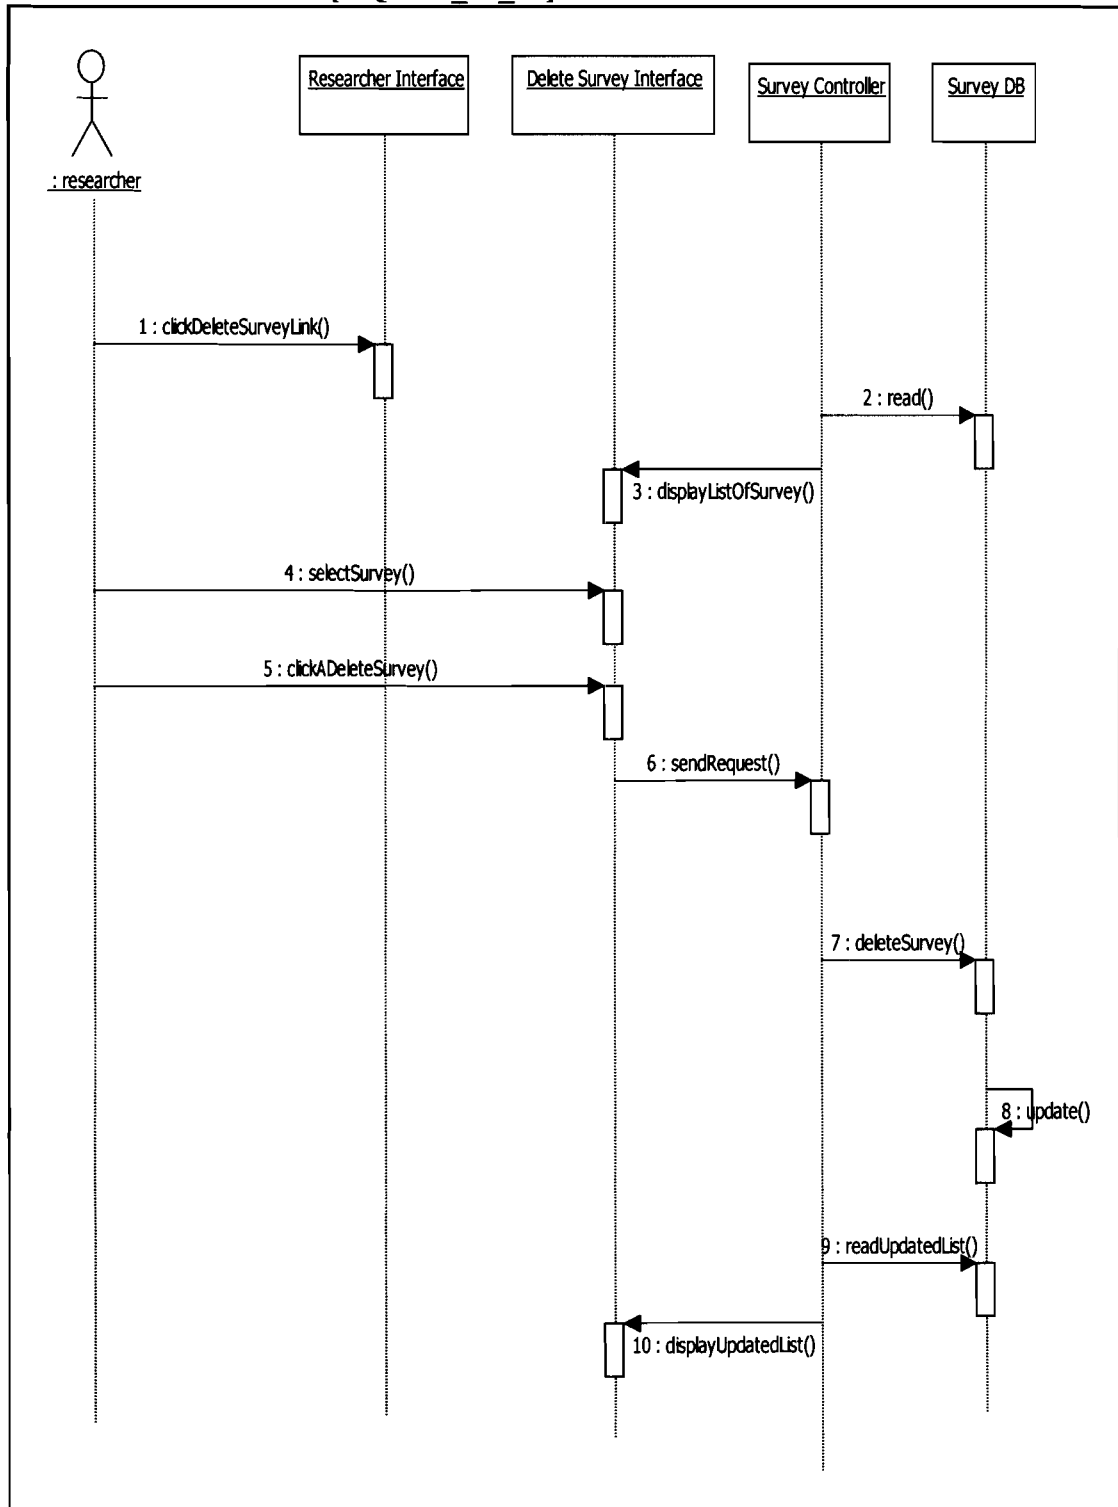 Researcher Interface
Delete Survey Interface
Survey Controller
Survey DB
: researcher
1 : clickDeleteSurveyLink()
2 : read()
3 : displayListOfSurvey()
4 : selectSurvey()
5 : clickADeleteSurvey()
6 : sendRequest()
7 : deleteSurvey()
8 : update()
9 : readUpdatedList()
10 : displayUpdatedList()